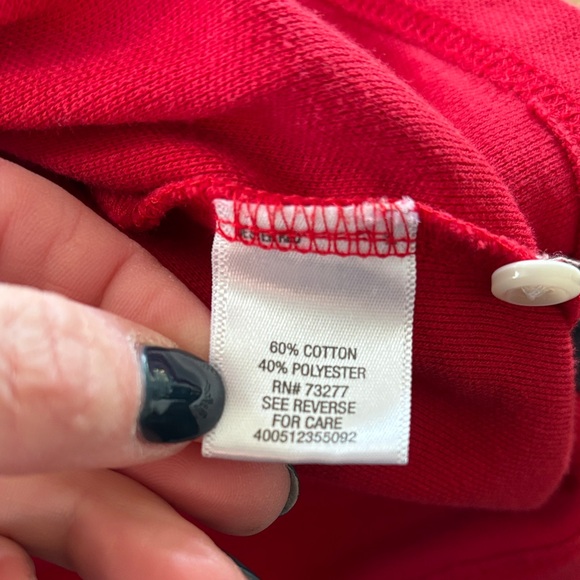 60% COTTON
40% POLYESTER
RN# 73277
SEE REVERSE
FOR CARE
400512355092